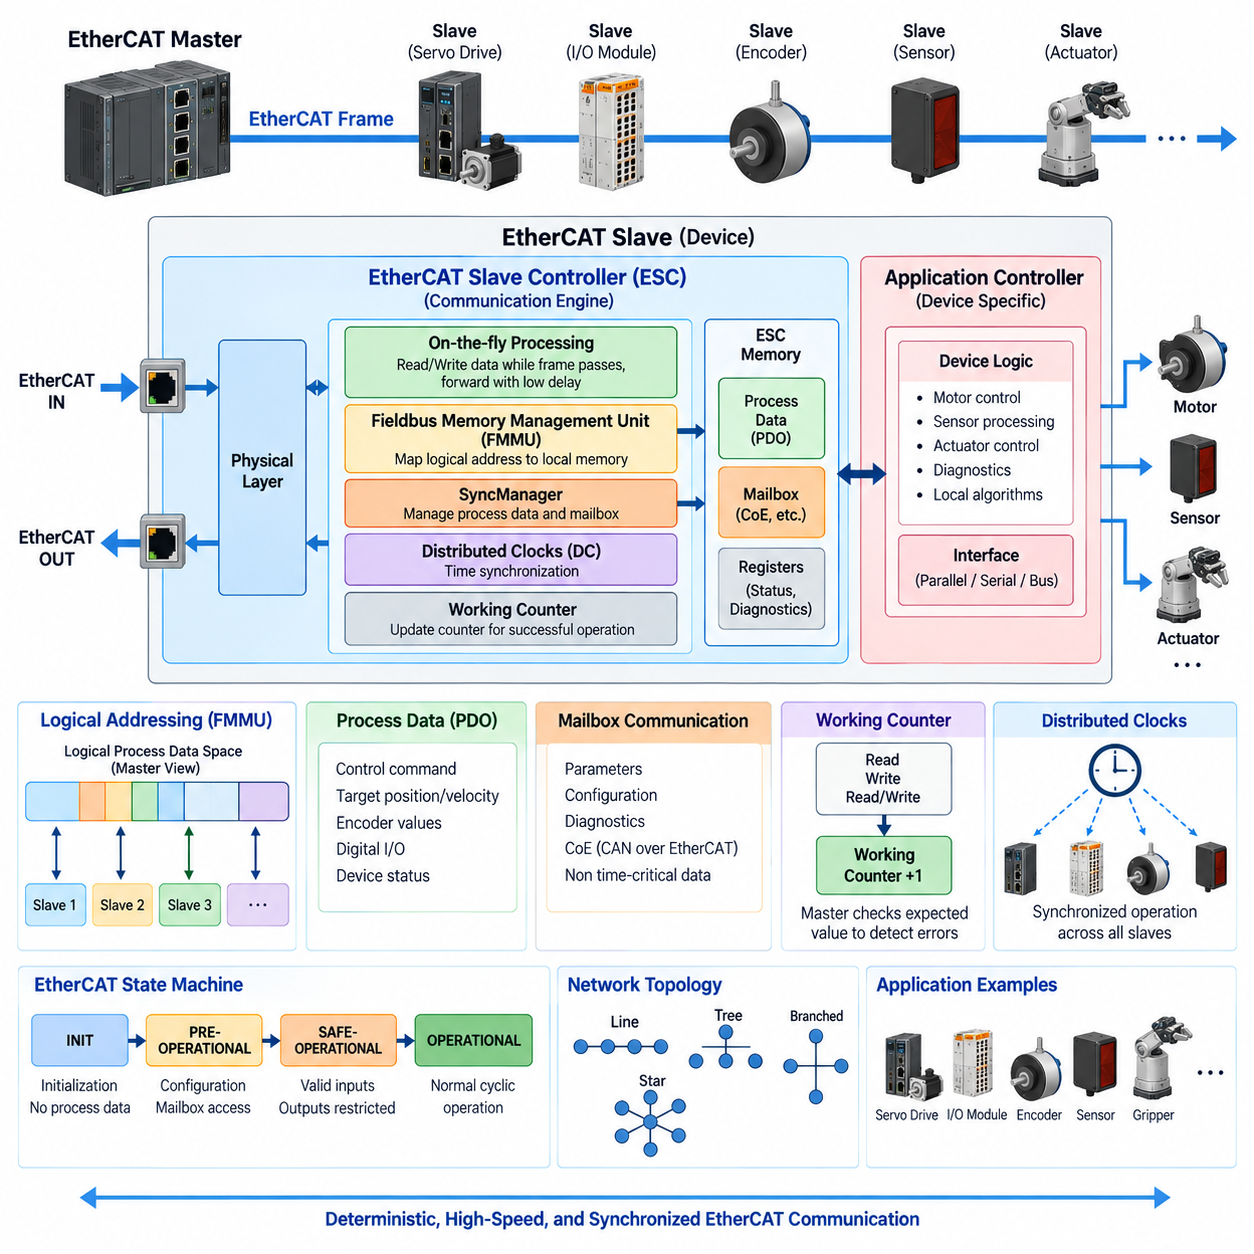 EtherCAT Master
Slave
(Servo Drive)
Slave
(I/O Module)
Slave
(Encoder)
Slave
(Sensor)
Slave
(Actuator)
EtherCAT Frame
...
EtherCAT Slave (Device)
EtherCAT Slave Controller (ESC)
(Communication Engine)
EtherCAT
IN
EtherCAT
OUT
Physical
Layer
On-the-fly Processing
Read/Write data while frame passes,
forward with low delay
Fieldbus Memory Management Unit
(FMMU)
Map logical address to local memory
SyncManager
Manage process data and mailbox
Distributed Clocks (DC)
Time synchronization
Working Counter
Update counter for successful operation
ESC
Memory
Process
Data
(PDO)
Mailbox
(CoE, etc.)
Registers
(Status,
Diagnostics)
Application Controller
(Device Specific)
Device Logic
• Motor control
• Sensor processing
• Actuator control
• Diagnostics
• Local algorithms
Interface
(Parallel / Serial / Bus)
Motor
Sensor
Actuator
...
Logical Addressing (FMMU)
Logical Process Data Space
(Master View)
Slave 1
Slave 2
Slave 3
...
Process Data (PDO)
Control command
Target position/velocity
Encoder values
Digital I/O
Device status
Mailbox Communication
Parameters
Configuration
Diagnostics
CoE (CAN over EtherCAT)
Non time-critical data
Working Counter
Read
Write
Read/Write
Working
Counter +1
Master checks expected
value to detect errors
Distributed Clocks
Synchronized operation
across all slaves
EtherCAT State Machine
INIT
Initialization
No process data
PRE-
OPERATIONAL
Configuration
Mailbox access
SAFE-
OPERATIONAL
Valid inputs
Outputs restricted
OPERATIONAL
Normal cyclic
operation
Network Topology
Line
Tree
Branched
Star
Application Examples
Servo Drive
I/O Module
Encoder
Sensor
Gripper
...
Deterministic, High-Speed, and Synchronized EtherCAT Communication